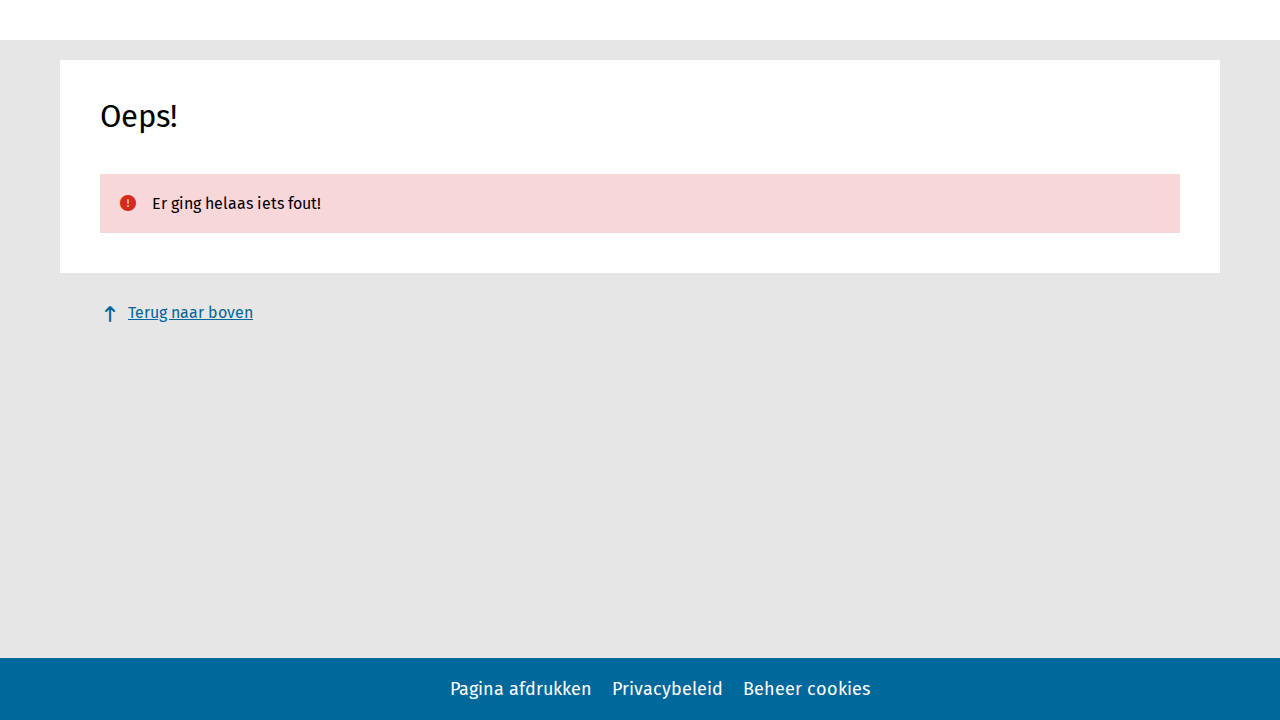 Oeps!
Er ging helaas iets fout!
Terug naar boven
Pagina afdrukken Privacybeleid Beheer cookies